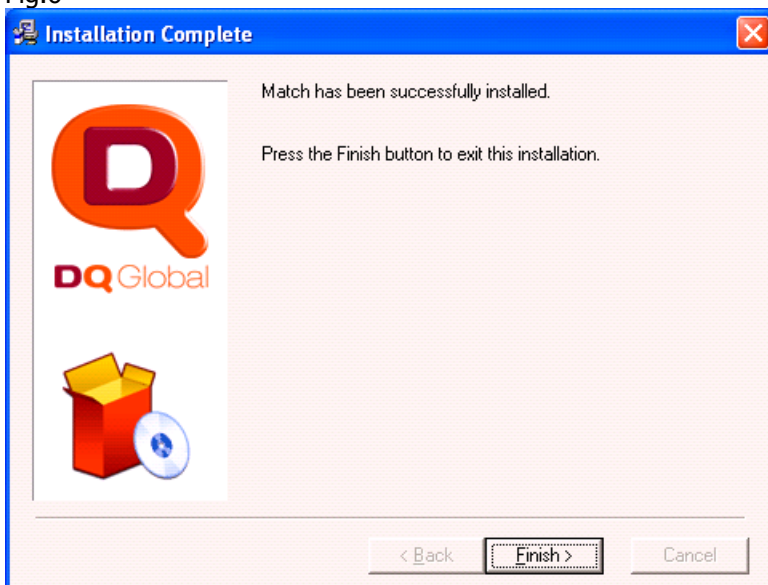 Installation Complete
Match has been successfully installed.
Press the Finish button to exit this installation.
DQ Global
< Back
Finish >
Cancel